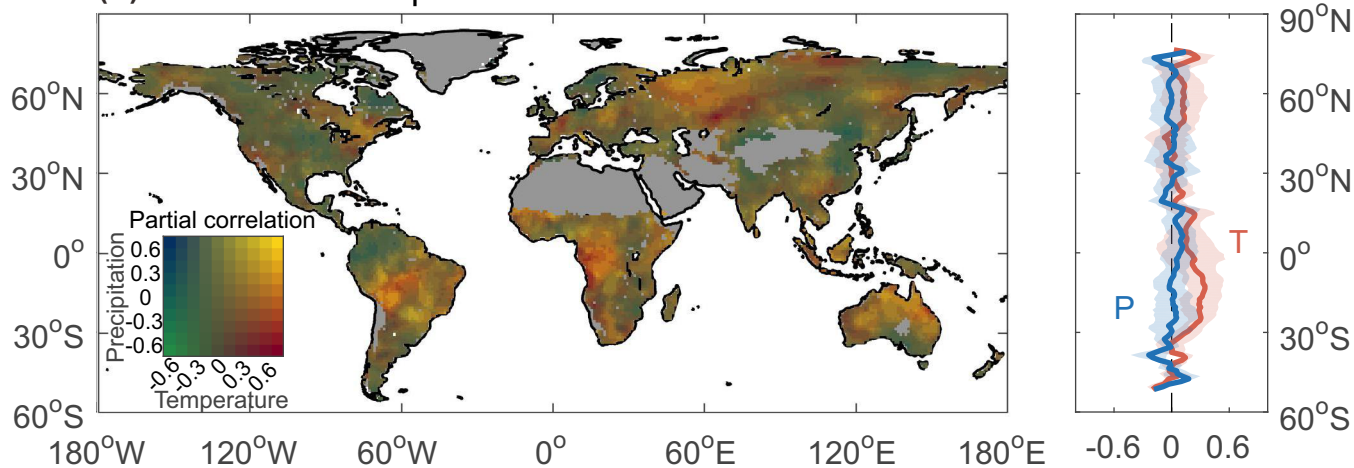 90°N
60°N
30°N
0°
30°S
60°S
Partial correlation
Precipitation
0.6
0.3
0
-0.3
-0.6
-0.6
-0.3
0
0.3
0.6
Temperature
180°W
120°W
60°W
0°
60°E
120°E
180°E
T
P
60°N
30°N
0°
30°S
60°S
-0.6
0
0.6